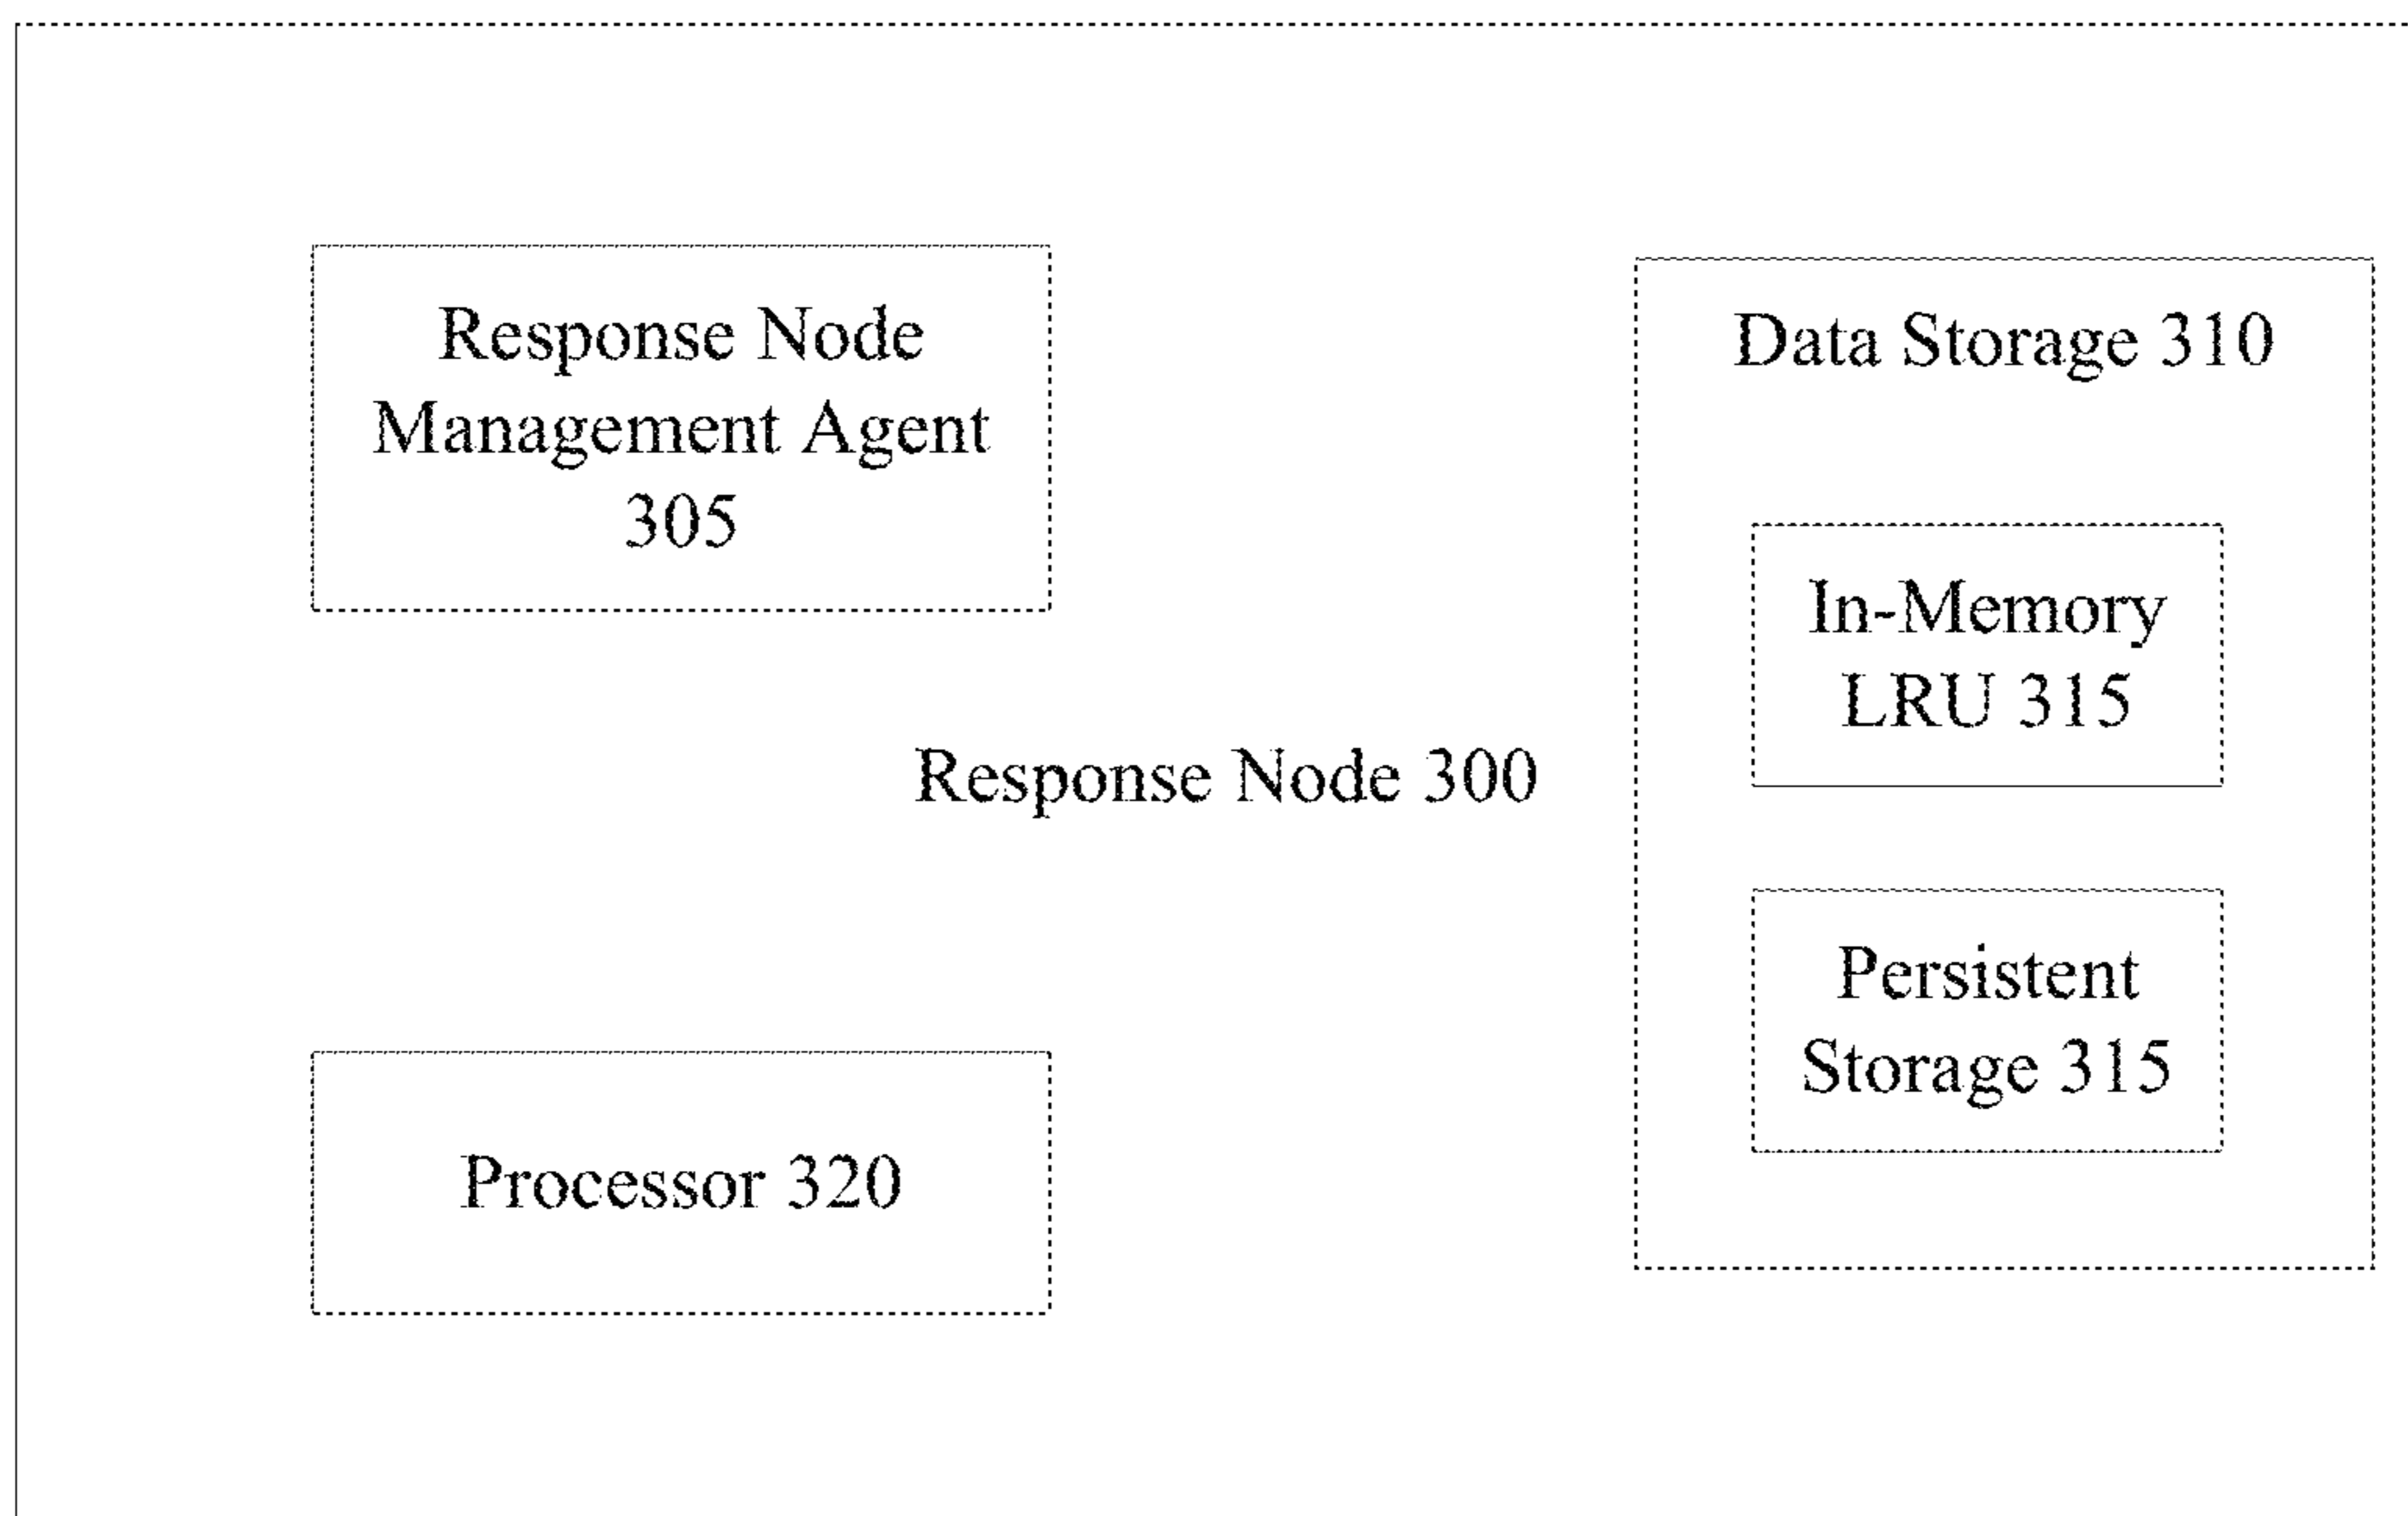 Response Node
Management Agent
305
Data Storage 310
In-Memory
LRU 315
Response Node 300
Persistent
Storage 315
Processor 320